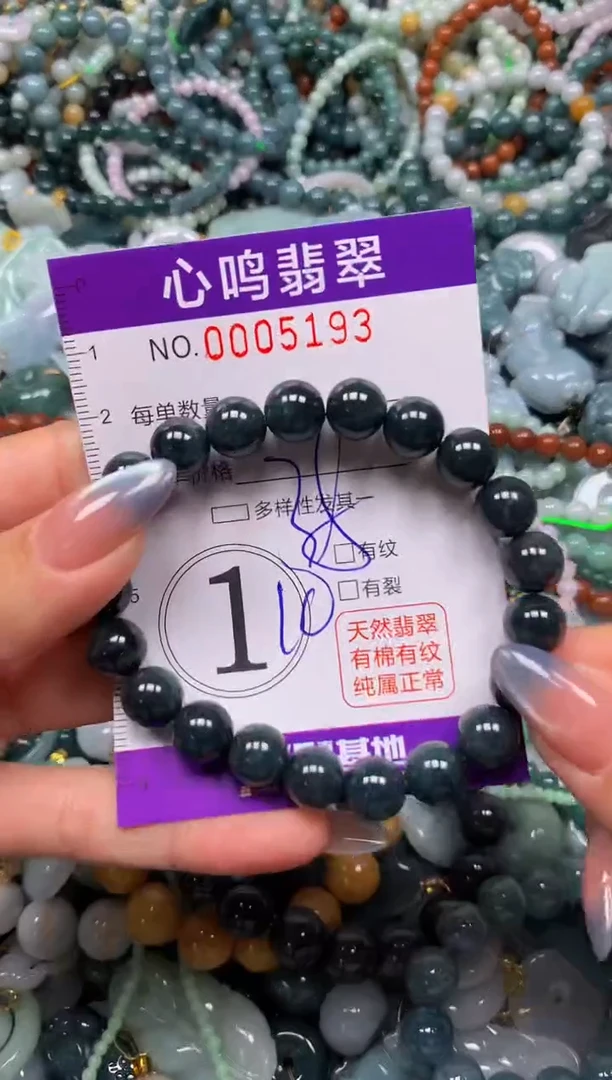 心鸣翡翠
NO.0005193
1
2
每单数量
价格
多样性发其一
有纹
有裂
5
1
10
天然翡翠
有棉有纹
纯属正常
基地